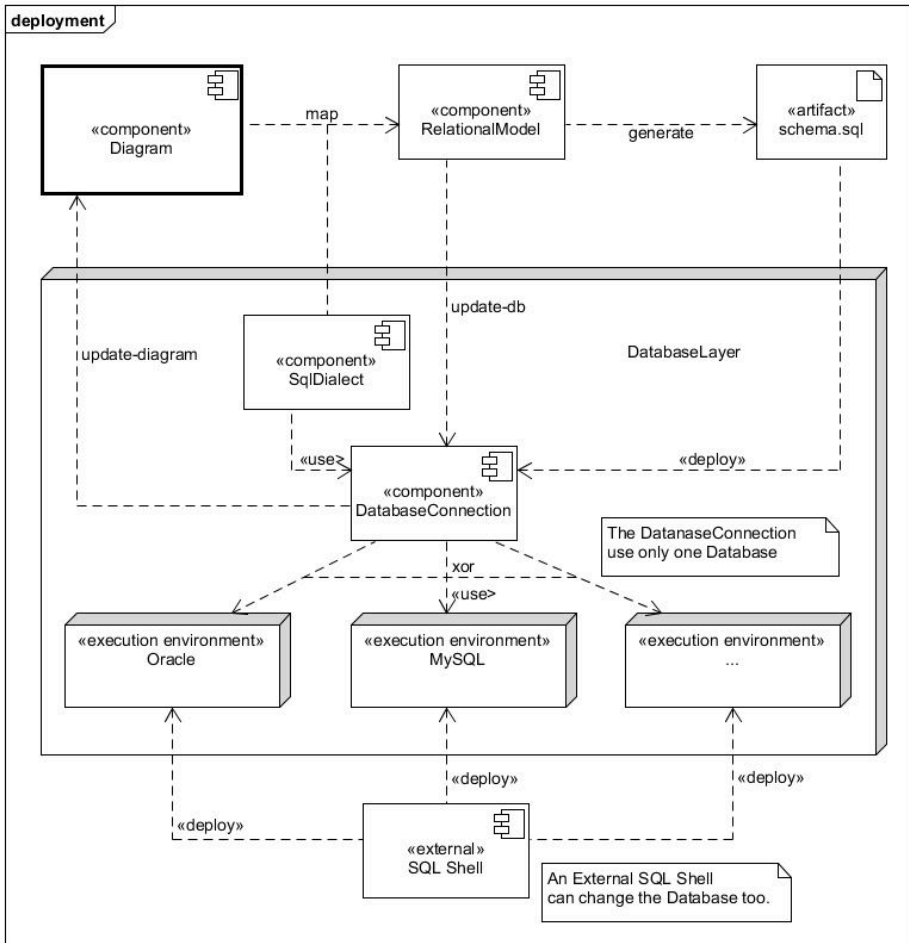 deployment
«component»
Diagram
map
«component»
RelationalModel
generate
«artifact»
schema.sql
update-db
update-diagram
DatabaseLayer
«component»
SqlDialect
«use>
«deploy»
«component»
DatabaseConnection
The DatanaseConnection
use only one Database
xor
«use>
«execution environment»
Oracle
«execution environment»
MySQL
«execution environment»
...
«deploy»
«deploy»
«deploy»
«external»
SQL Shell
An External SQL Shell
can change the Database too.